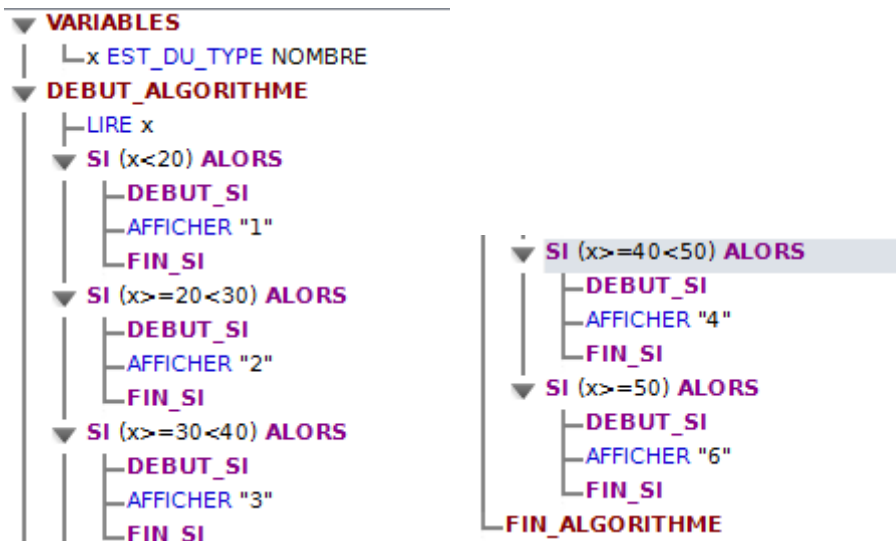 VARIABLES
x EST_DU_TYPE NOMBRE
DEBUT_ALGORITHME
LIRE x
SI (x<20) ALORS
DEBUT_SI
AFFICHER "1"
FIN_SI
SI (x>=20<30) ALORS
DEBUT_SI
AFFICHER "2"
FIN_SI
SI (x>=30<40) ALORS
DEBUT_SI
AFFICHER "3"
FIN_SI
SI (x>=40<50) ALORS
DEBUT_SI
AFFICHER "4"
FIN_SI
SI (x>=50) ALORS
DEBUT_SI
AFFICHER "6"
FIN_SI
FIN_ALGORITHME